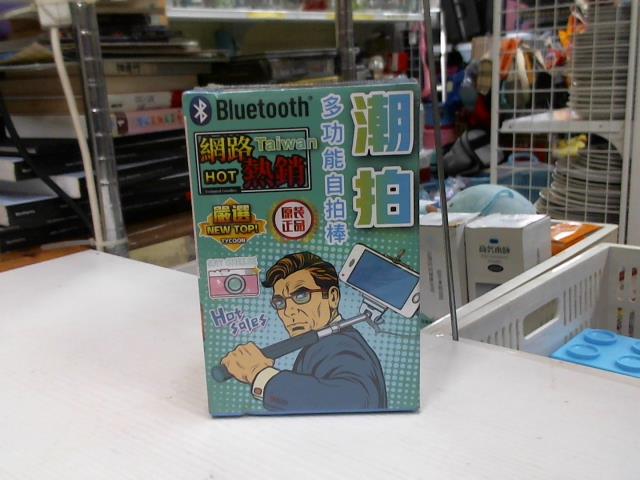 Bluetooth®
潮拍
多功能自拍棒
網路 Taiwan
HOT 熱銷
嚴選
NEW TOP!
TYCOON
原裝
正品
Hot
sales